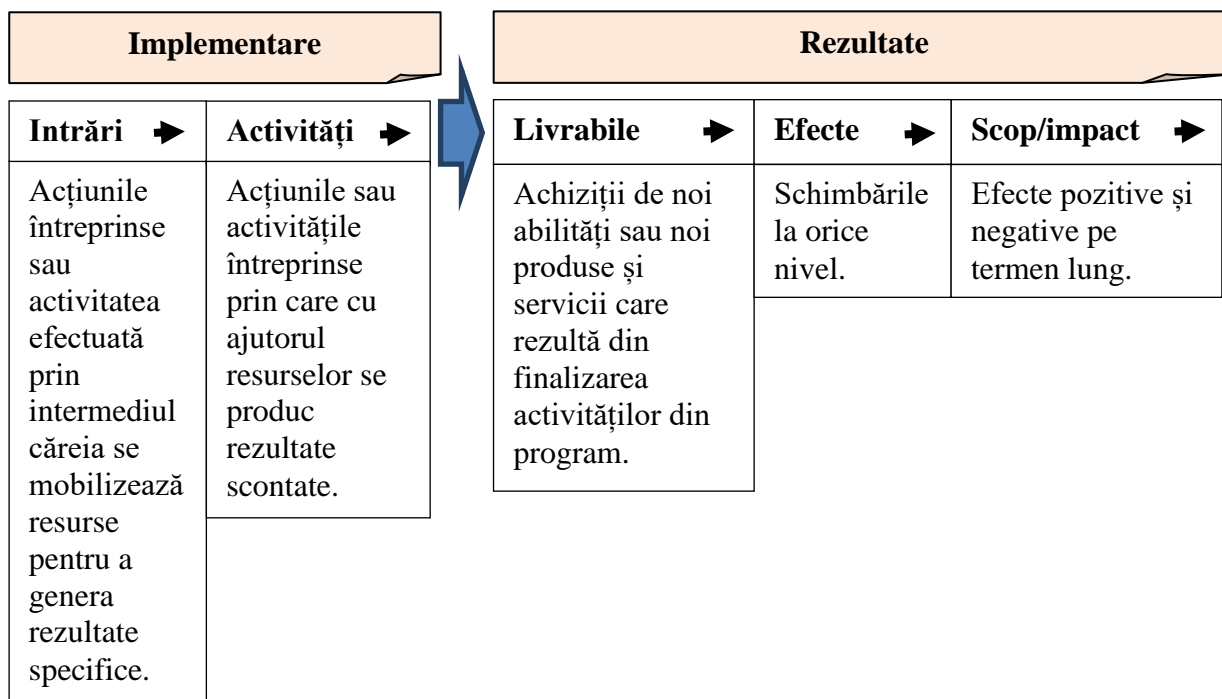 Implementare
Rezultate
Intrări
Activități
Livrabile
Efecte
Scop/impact
Acțiunile
întreprinse
sau
activitatea
efectuată
prin
intermediul
căreia se
mobilizează
resurse
pentru a
genera
rezultate
specifice.
Acțiunile sau
activitățile
întreprinse
prin care cu
ajutorul
resurselor se
produc
rezultate
scontate.
Achiziții de noi
abilități sau noi
produse și
servicii care
rezultă din
finalizarea
activităților din
program.
Schimbările
la orice
nivel.
Efecte pozitive și
negative pe
termen lung.